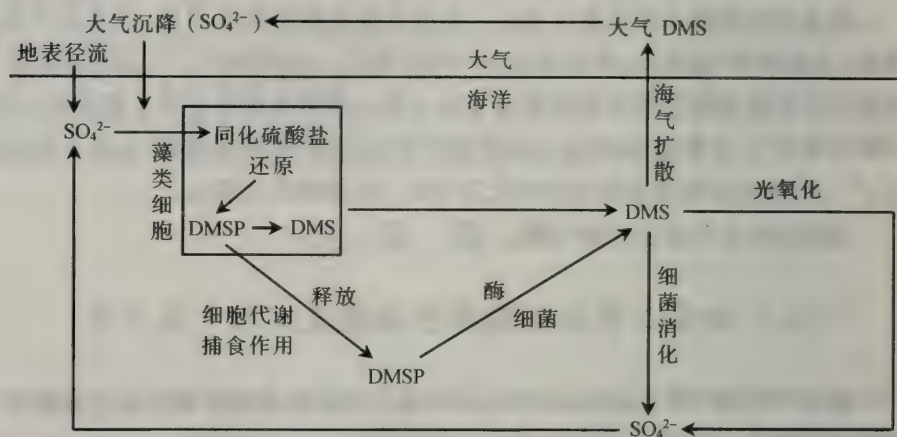 大气沉降（SO₄²⁻）
大气 DMS
地表径流
大气
海洋
SO₄²⁻
藻类细胞
同化硫酸盐
还原
DMSP
DMS
海气扩散
DMS
光氧化
释放
细胞代谢
捕食作用
酶
细菌
细菌消化
DMSP
SO₄²⁻